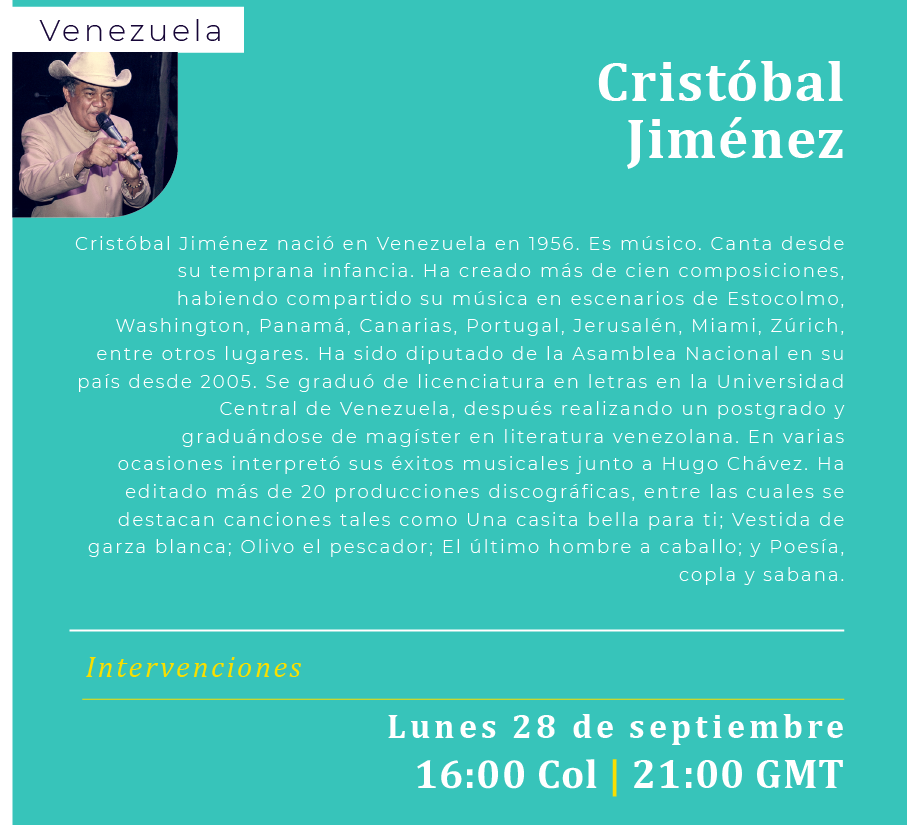 Venezuela
Cristóbal
Jiménez
Cristóbal Jiménez nació en Venezuela en 1956. Es músico. Canta desde
su temprana infancia. Ha creado más de cien composiciones,
habiendo compartido su música en escenarios de Estocolmo,
Washington, Panamá, Canarias, Portugal, Jerusalén, Miami, Zúrich,
entre otros lugares. Ha sido diputado de la Asamblea Nacional en su
país desde 2005. Se graduó de licenciatura en letras en la Universidad
Central de Venezuela, después realizando un postgrado y
graduándose de magíster en literatura venezolana. En varias
ocasiones interpretó sus éxitos musicales junto a Hugo Chávez. Ha
editado más de 20 producciones discográficas, entre las cuales se
destacan canciones tales como Una casita bella para ti; Vestida de
garza blanca; Olivo el pescador; El último hombre a caballo; y Poesía,
copla y sabana.
Intervenciones
Lunes 28 de septiembre
16:00 Col | 21:00 GMT